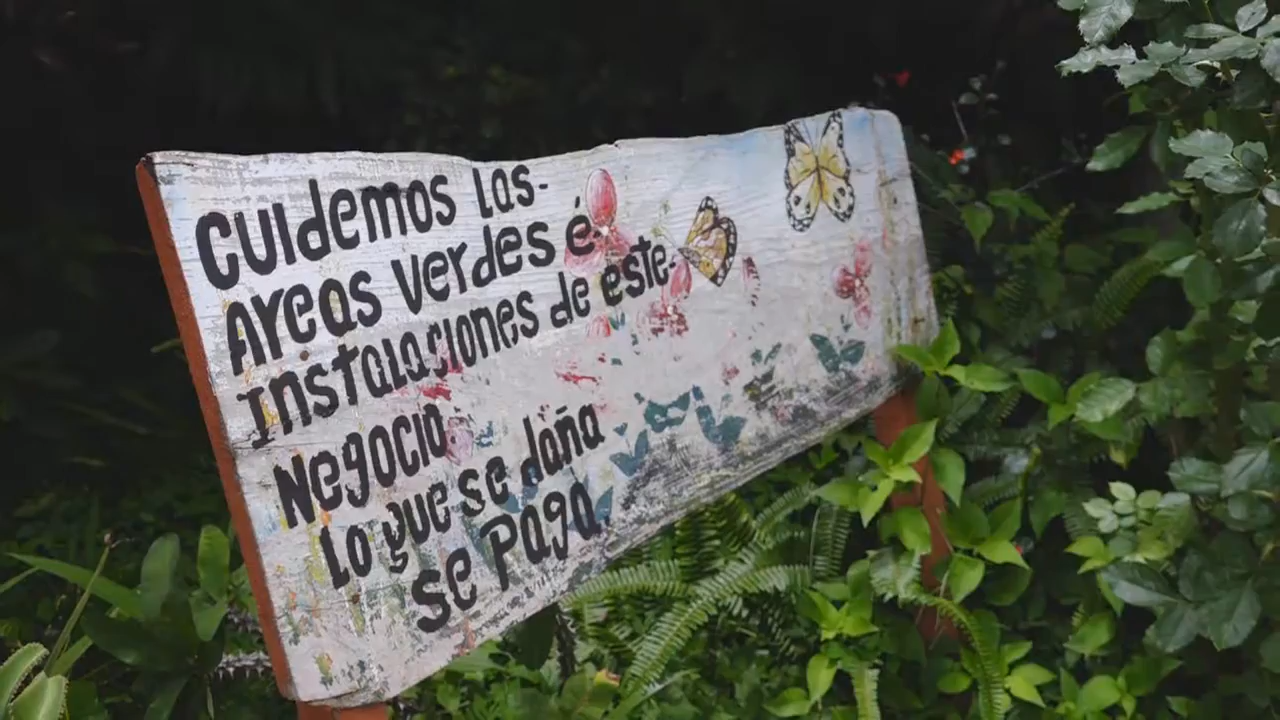 Cuidemos las-
Areas verdes é-
Instalaciones de este-
Negocio.
lo que se daña
se Paga.